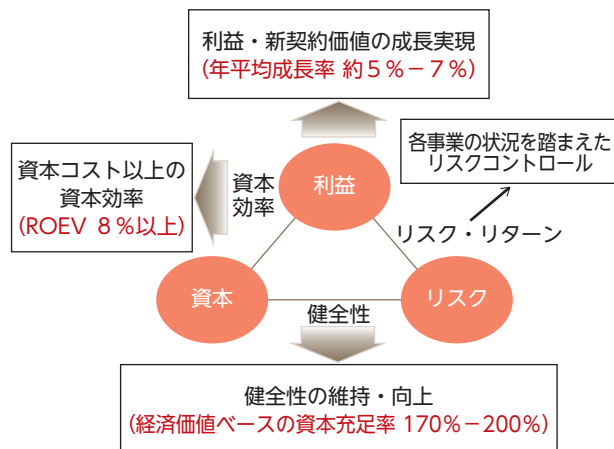 利益・新契約価値の成長実現
(年平均成長率 約5%－7%)
各事業の状況を踏まえた
リスクコントロール
資本コスト以上の
資本効率
(ROEV 8%以上)
資本
効率
利益
リスク・リターン
資本
リスク
健全性
健全性の維持・向上
(経済価値ベースの資本充足率 170%－200%)